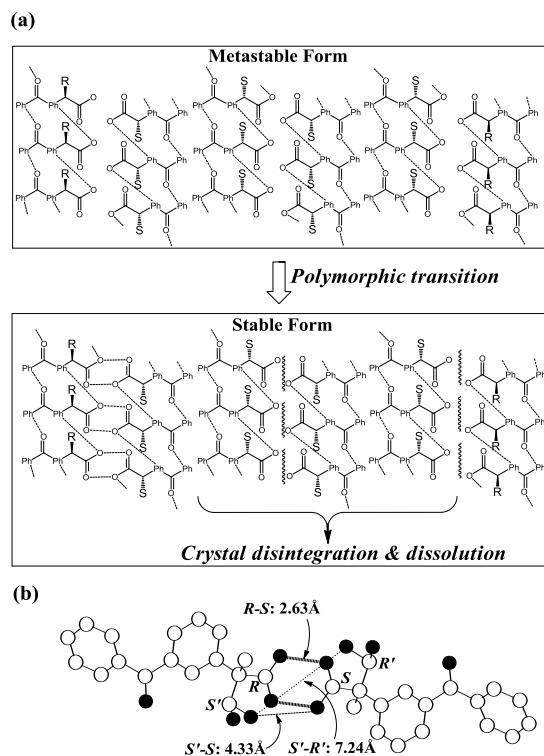 (a)
Metastable Form
Polymorphic transition
Stable Form
Crystal disintegration & dissolution
(b)
R-S: 2.63Å
R'
R
S
S'
S'-S: 4.33Å
S'-R': 7.24Å